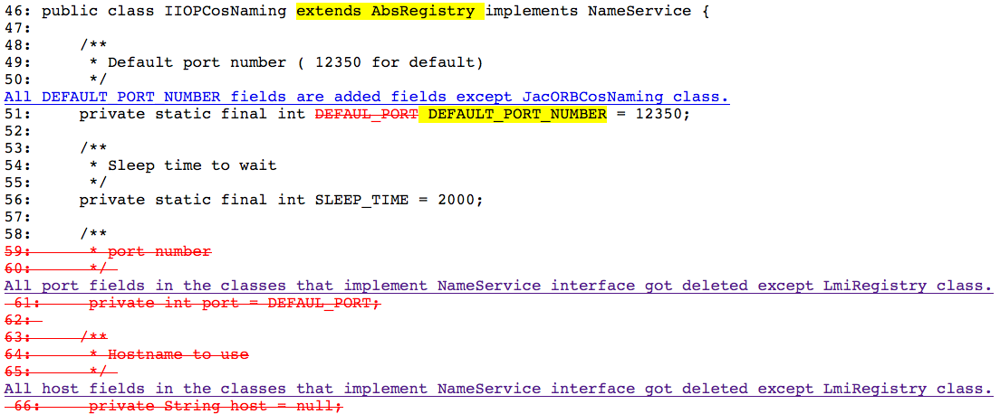 46: public class IIOPCosNaming extends AbsRegistry implements NameService {
47:
48:     /**
49:      * Default port number ( 12350 for default)
50:      */
All DEFAULT_PORT_NUMBER fields are added fields except JacORBCosNaming class.
51:     private static final int DEFAUL_PORT DEFAULT_PORT_NUMBER = 12350;
52:
53:     /**
54:      * Sleep time to wait
55:      */
56:     private static final int SLEEP_TIME = 2000;
57:
58:     /**
59:      * port number
60:      */
All port fields in the classes that implement NameService interface got deleted except LmiRegistry class.
61:     private int port = DEFAUL_PORT;
62:
63:     /**
64:      * Hostname to use
65:      */
All host fields in the classes that implement NameService interface got deleted except LmiRegistry class.
66:     private String host = null;